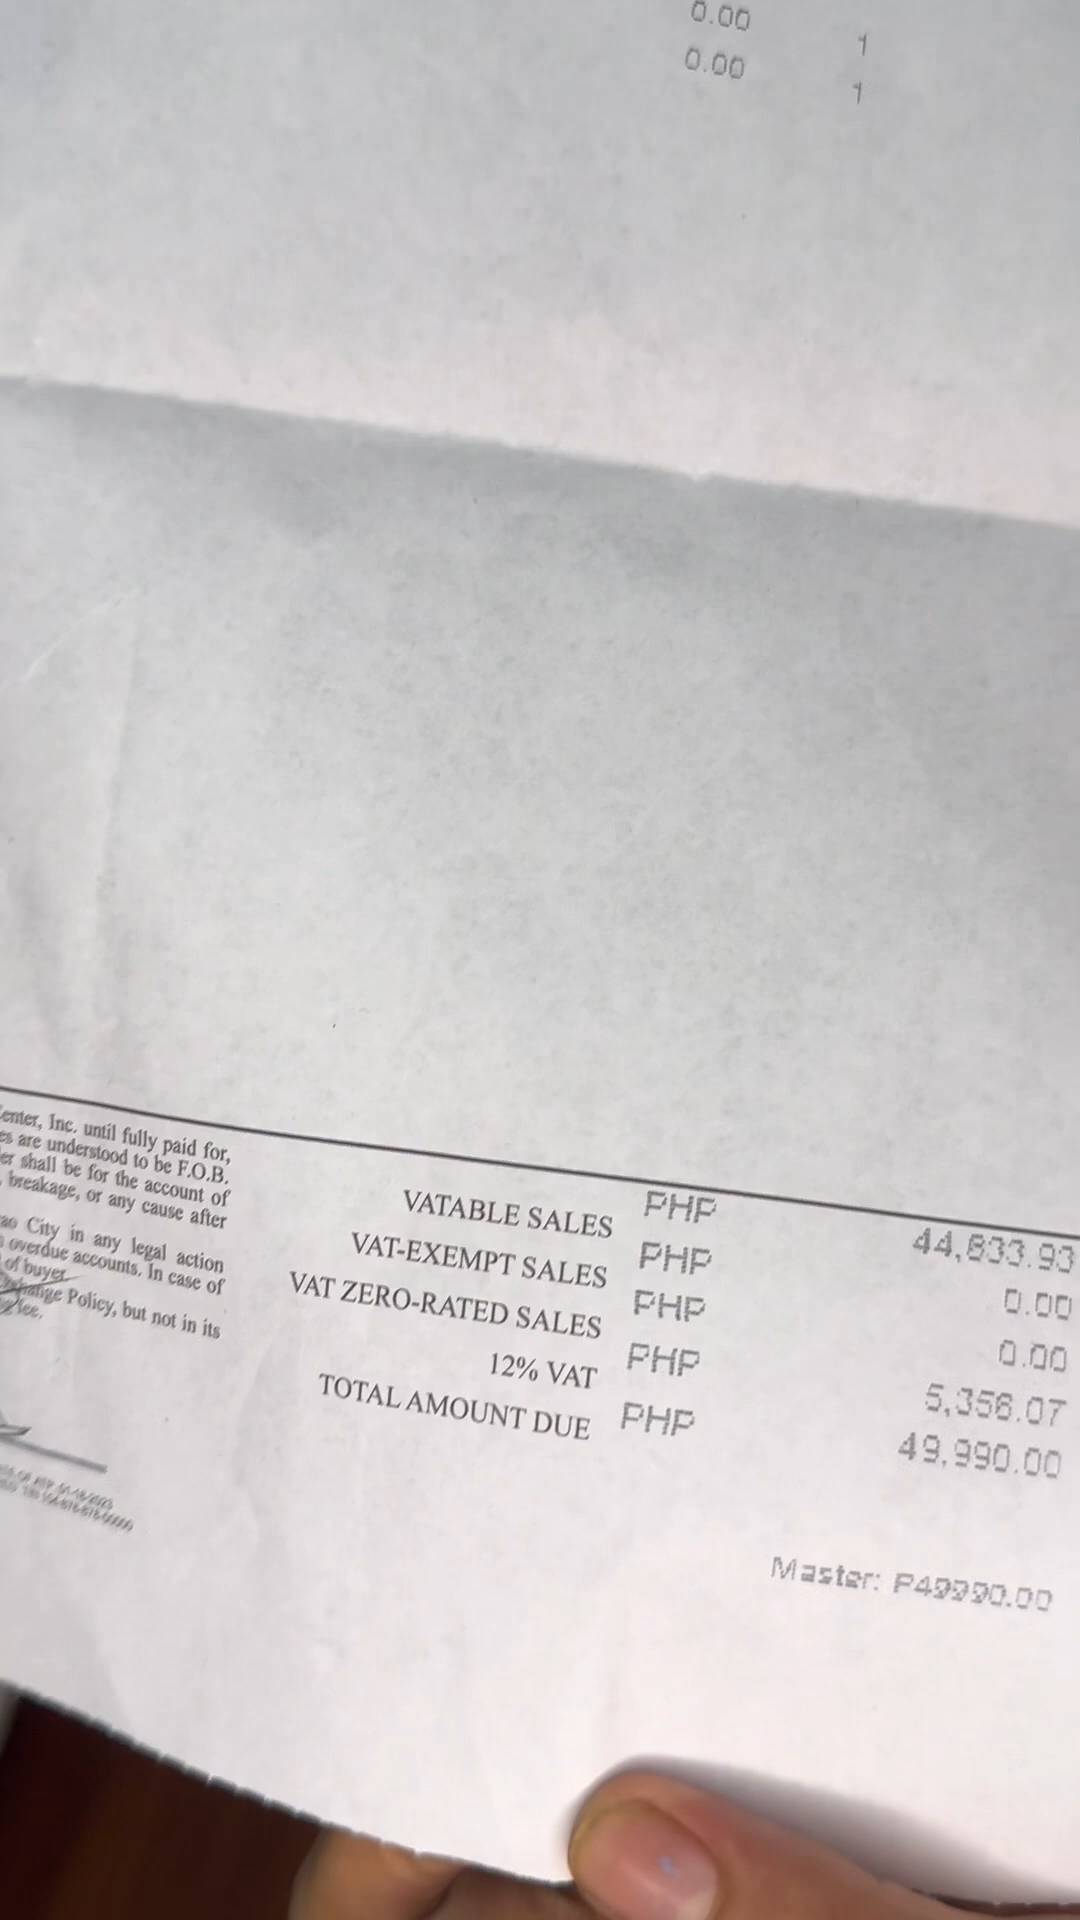 0.00 1
0.00 1
enter, Inc. until fully paid for,
es are understood to be F.O.B.
er shall be for the account of
, breakage, or any cause after
ao City in any legal action
overdue accounts. In case of
of buyer
Policy, but not in its
VATABLE SALES PHP 44,833.93
VAT-EXEMPT SALES PHP 0.00
VAT ZERO-RATED SALES PHP 0.00
12% VAT PHP 5,356.07
TOTAL AMOUNT DUE PHP 49,990.00
Master: P49990.00